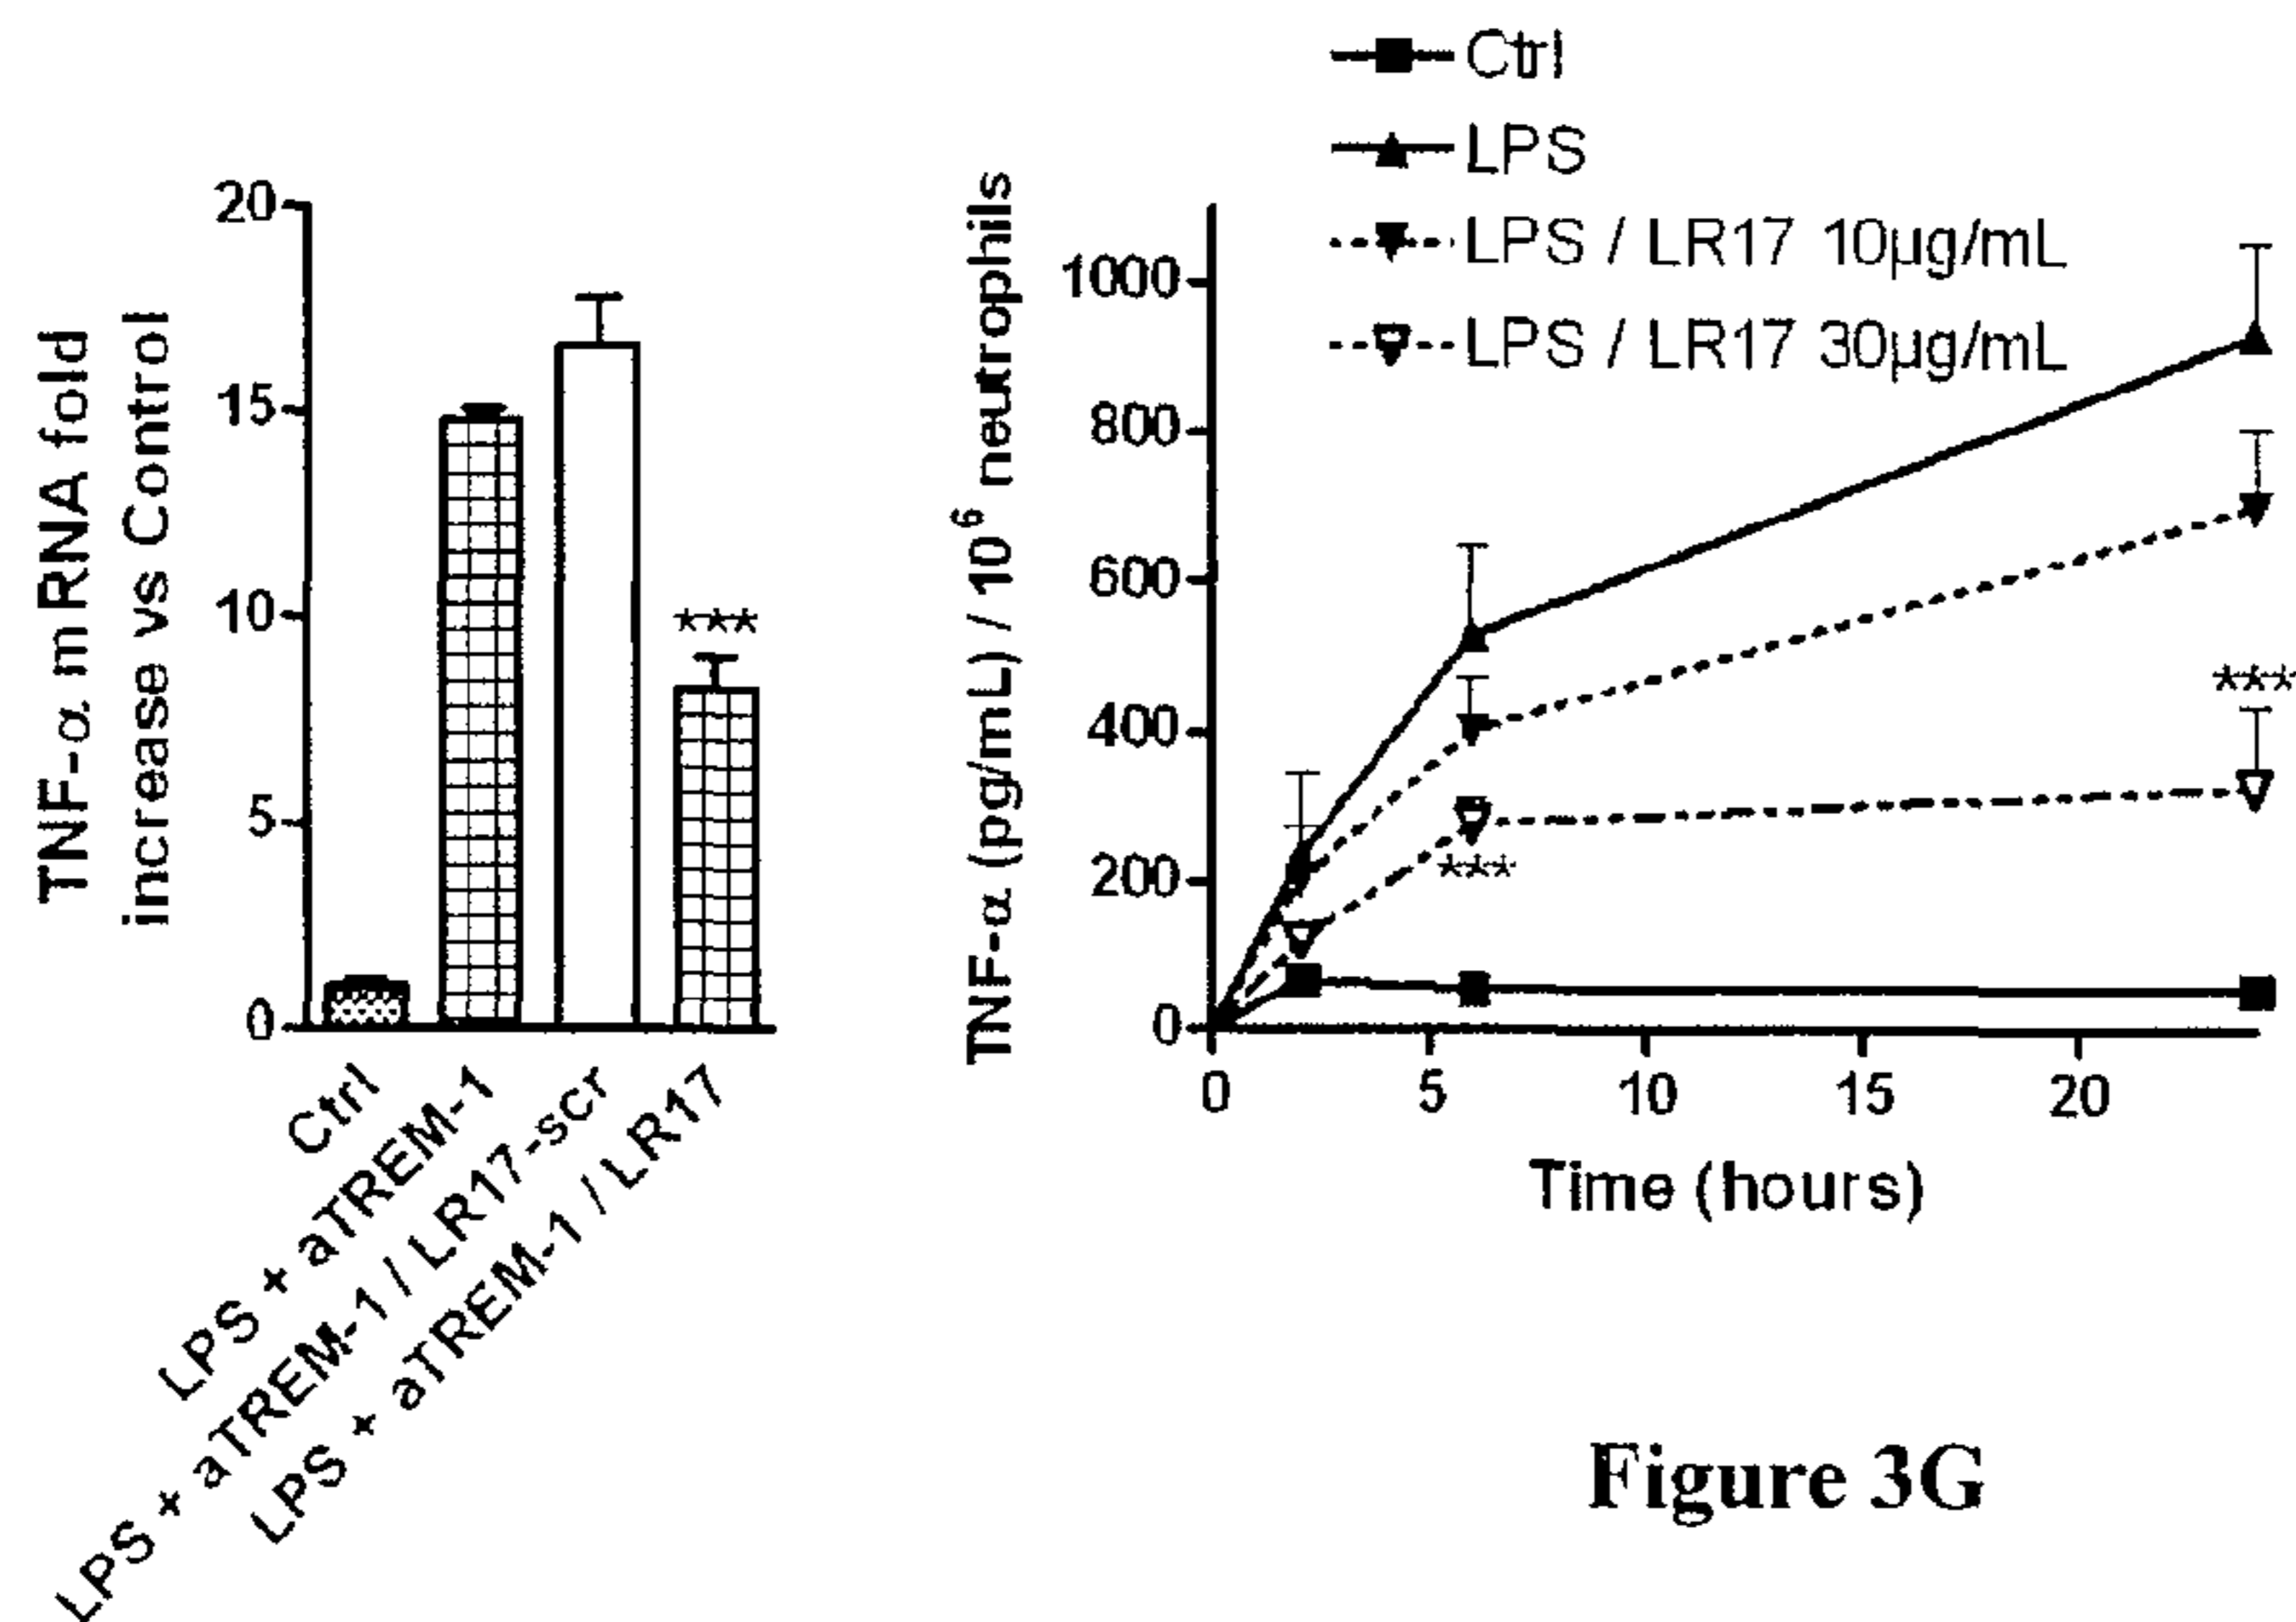 TNF-α mRNA fold
increase vs Control
20
15
10
5
0
***
Ctrl
LPS + aTREM-1
LPS + aTREM-1 / LR17-scr
LPS + aTREM-1 / LR17
Ctrl
LPS
LPS / LR17 10µg/mL
LPS / LR17 30µg/mL
TNF-α (pg/mL) / 10⁶ neutrophils
1000
800
600
400
200
0
***
***
0 5 10 15 20
Time (hours)
Figure 3G